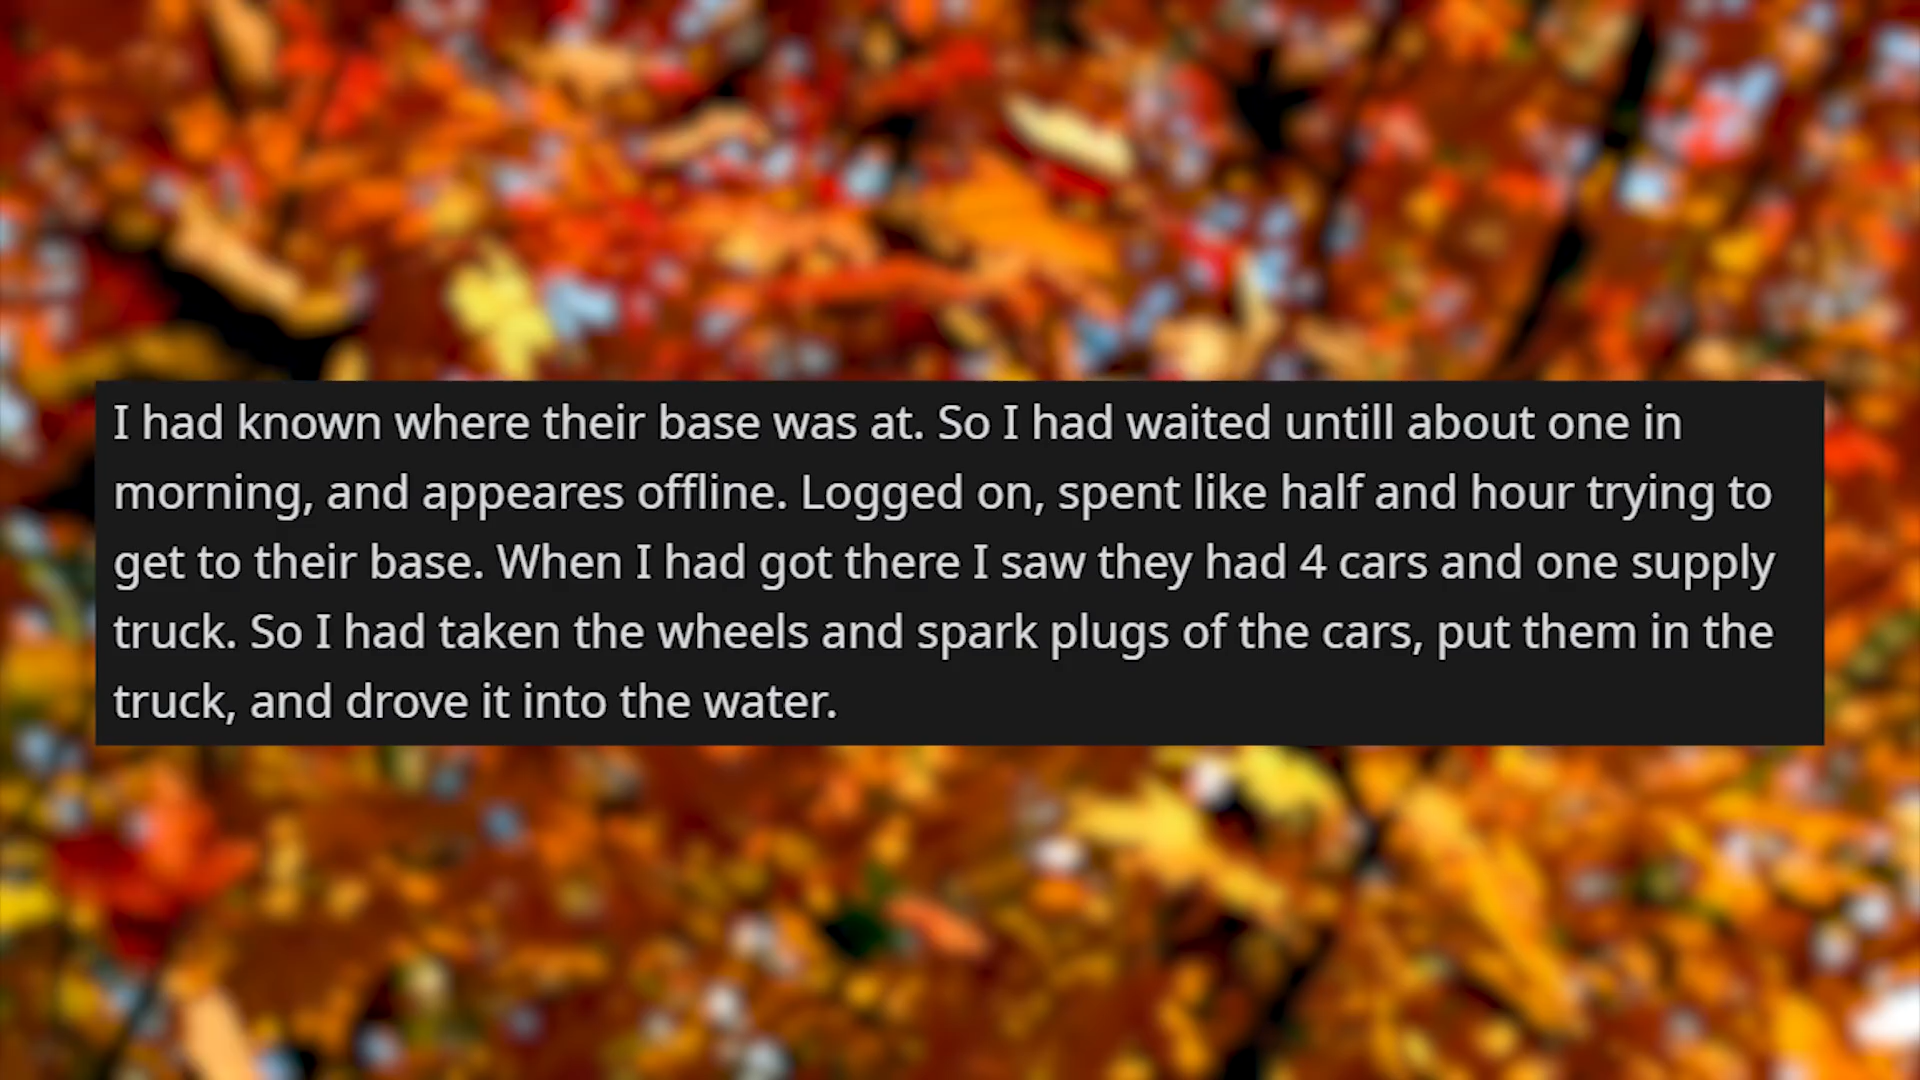 I had known where their base was at. So I had waited untill about one in
morning, and appeares offline. Logged on, spent like half and hour trying to
get to their base. When I had got there I saw they had 4 cars and one supply
truck. So I had taken the wheels and spark plugs of the cars, put them in the
truck, and drove it into the water.